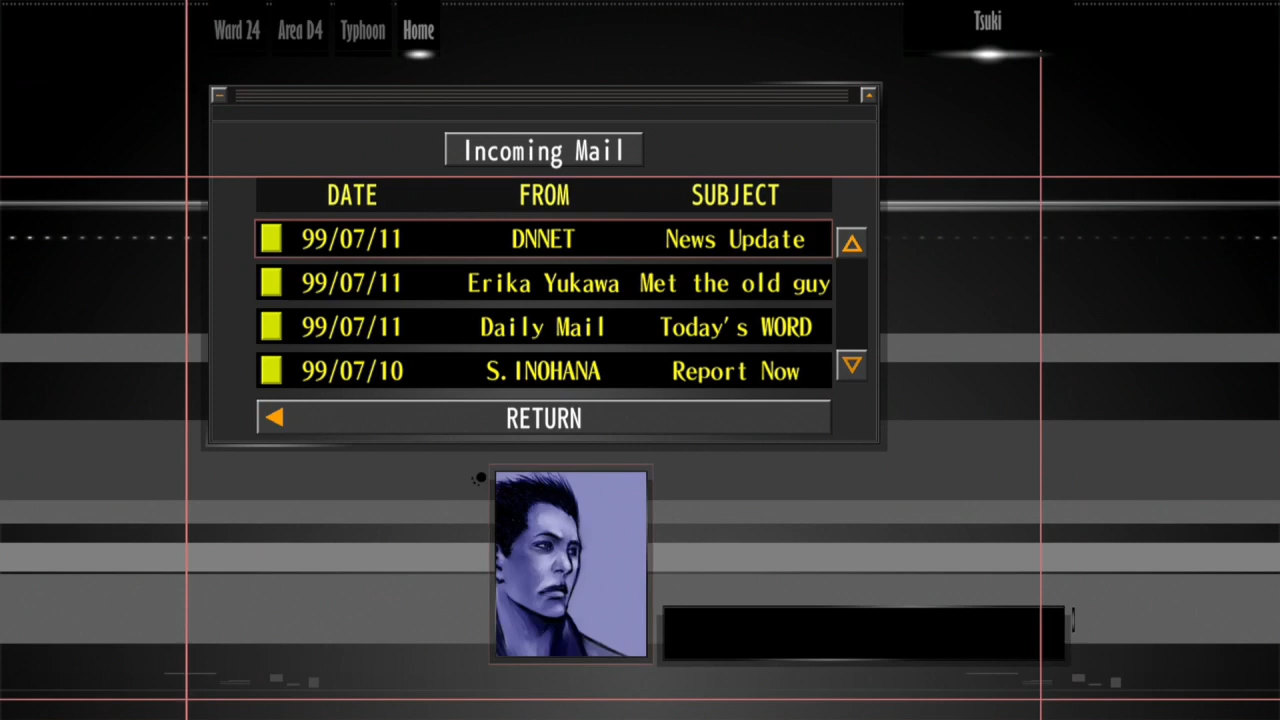 Ward 24 Area D4 Typhoon Home Tsuki
Incoming Mail
DATE FROM SUBJECT
99/07/11 DNNET News Update
99/07/11 Erika Yukawa Met the old guy
99/07/11 Daily Mail Today's WORD
99/07/10 S.INOHANA Report Now
RETURN